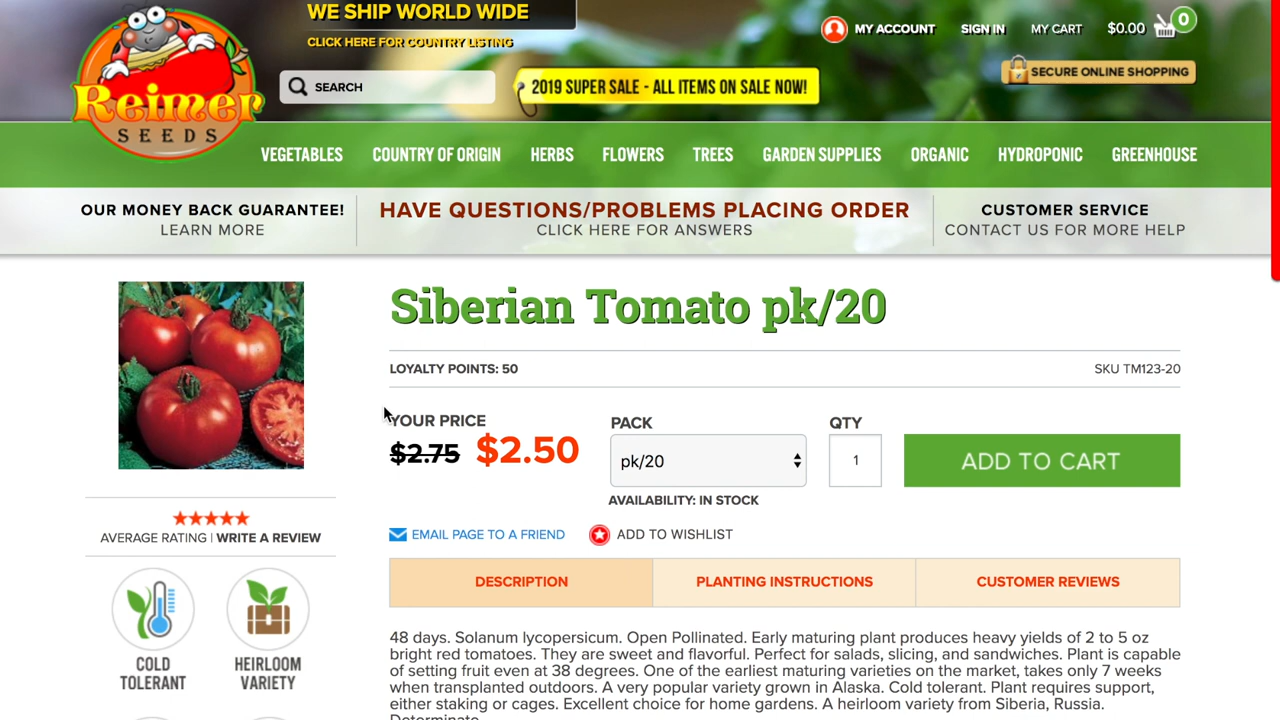 WE SHIP WORLD WIDE
CLICK HERE FOR COUNTRY LISTING
MY ACCOUNT
SIGN IN
MY CART
$0.00
0
Reimer
SEEDS
SEARCH
2019 SUPER SALE - ALL ITEMS ON SALE NOW!
SECURE ONLINE SHOPPING
VEGETABLES
COUNTRY OF ORIGIN
HERBS
FLOWERS
TREES
GARDEN SUPPLIES
ORGANIC
HYDROPONIC
GREENHOUSE
OUR MONEY BACK GUARANTEE!
LEARN MORE
HAVE QUESTIONS/PROBLEMS PLACING ORDER
CLICK HERE FOR ANSWERS
CUSTOMER SERVICE
CONTACT US FOR MORE HELP
Siberian Tomato pk/20
LOYALTY POINTS: 50
SKU TM123-20
YOUR PRICE
$2.75 $2.50
PACK
pk/20
AVAILABILITY: IN STOCK
QTY
1
ADD TO CART
EMAIL PAGE TO A FRIEND
ADD TO WISHLIST
AVERAGE RATING | WRITE A REVIEW
COLD
TOLERANT
HEIRLOOM
VARIETY
DESCRIPTION
PLANTING INSTRUCTIONS
CUSTOMER REVIEWS
48 days. Solanum lycopersicum. Open Pollinated. Early maturing plant produces heavy yields of 2 to 5 oz
bright red tomatoes. They are sweet and flavorful. Perfect for salads, slicing, and sandwiches. Plant is capable
of setting fruit even at 38 degrees. One of the earliest maturing varieties on the market, takes only 7 weeks
when transplanted outdoors. A very popular variety grown in Alaska. Cold tolerant. Plant requires support,
either staking or cages. Excellent choice for home gardens. A heirloom variety from Siberia, Russia.
Determinate.